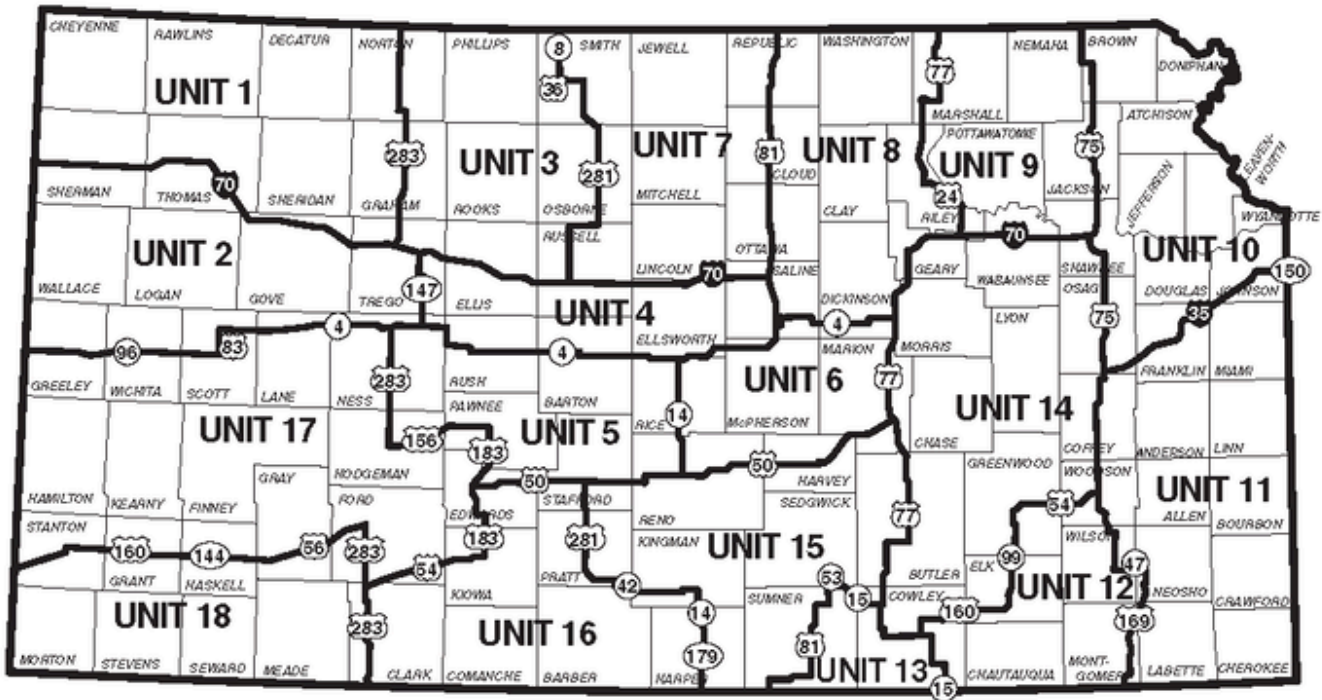 CHEYENNE
RAWLINS
DECATUR
NORTON
PHILLIPS
8
SMITH
JEWELL
REPUBLIC
WASHINGTON
77
NEMAHA
BROWN
DONIPHAN
UNIT 1
36
MARSHALL
ATCHISON
283
UNIT 3
281
UNIT 7
81
CLOUD
UNIT 8
POTTAWATOMIE
UNIT 9
75
JACKSON
JEFFERSON
LEAVEN-
WORTH
SHERMAN
THOMAS
70
SHERIDAN
GRAHAM
ROOKS
OSBORNE
MITCHELL
CLAY
24
RILEY
WYANDOTTE
UNIT 2
RUSSELL
LINCOLN
70
OTTAWA
SALINE
70
UNIT 10
WALLACE
LOGAN
GOVE
TREGO
147
ELLIS
UNIT 4
DICKINSON
GEARY
WABAUNSEE
SHAWNEE
OSAGE
DOUGLAS
JOHNSON
150
96
83
4
4
ELLSWORTH
4
MARION
MORRIS
LYON
75
35
GREELEY
WICHITA
SCOTT
LANE
NESS
283
RUSH
BARTON
UNIT 6
77
FRANKLIN
MIAMI
UNIT 17
156
PAWNEE
183
UNIT 5
RICE
14
McPHERSON
UNIT 14
CHASE
COFFEY
ANDERSON
LINN
HAMILTON
KEARNY
FINNEY
GRAY
HODGEMAN
50
STAFFORD
50
HARVEY
GREENWOOD
WOODSON
UNIT 11
STANTON
FORD
EDWARDS
183
RENO
SEDGWICK
77
54
ALLEN
BOURBON
160
144
56
283
54
281
KINGMAN
UNIT 15
WILSON
GRANT
HASKELL
KIOWA
PRATT
42
53
15
BUTLER
ELK
99
UNIT 12
47
NEOSHO
CRAWFORD
UNIT 18
283
UNIT 16
14
SUMNER
COWLEY
160
169
MORTON
STEVENS
SEWARD
MEADE
CLARK
COMANCHE
BARBER
HARPER
179
81
UNIT 13
15
CHAUTAUQUA
MONT-
GOMERY
LABETTE
CHEROKEE